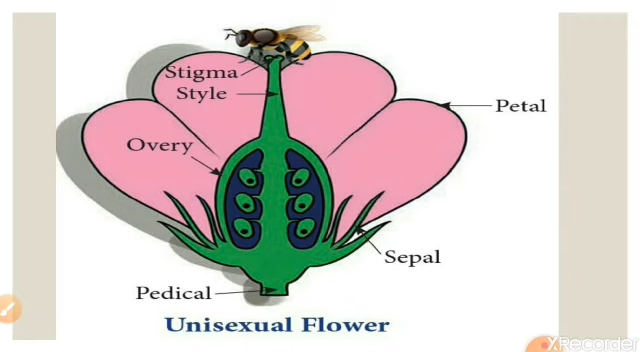 Stigma
Style
Petal
Overy
Sepal
Pedical
Unisexual Flower
XRecorder